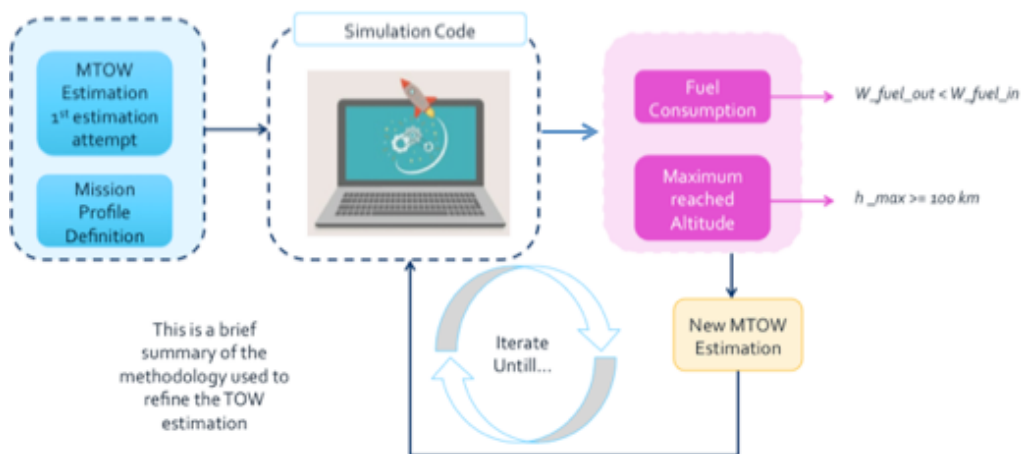 Simulation Code
MTOW
Estimation
1st estimation
attempt
Mission
Profile
Definition
Fuel
Consumption
W_fuel_out < W_fuel_in
Maximum
reached
Altitude
h _max >= 100 km
New MTOW
Estimation
Iterate
Untill...
This is a brief
summary of the
methodology used to
refine the TOW
estimation